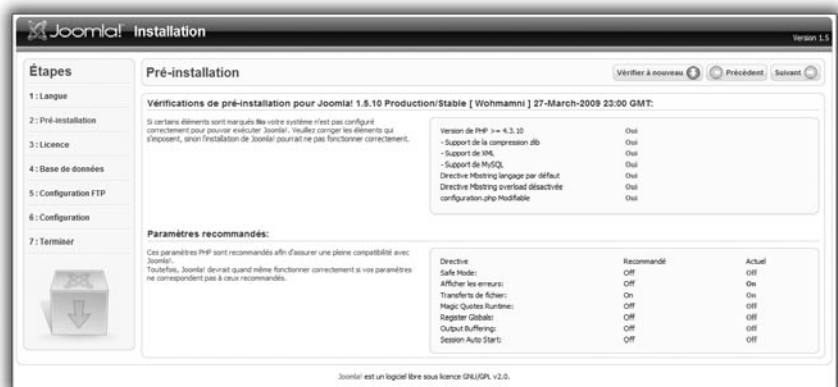 Joomla! Installation
Version 1.5
Étapes
1 : Langue
2 : Pré-installation
3 : Licence
4 : Base de données
5 : Configuration FTP
6 : Configuration
7 : Terminer
Pré-installation
Vérifier à nouveau
Précédent
Suivant
Vérifications de pré-installation pour Joomla! 1.5.10 Production/Stable [ Wohmamni ] 27-March-2009 23:00 GMT:
Si certains éléments sont marqués No votre système n'est pas configuré
correctement pour pouvoir exécuter Joomla!. Veuillez corriger les éléments qui
s'imposent, sinon l'installation de Joomla! pourrait ne pas fonctionner correctement.
Version de PHP >= 4.3.10 Oui
- Support de la compression zlib Oui
- Support de XML Oui
- Support de MySQL Oui
Directive Mbstring langage par défaut Oui
Directive Mbstring overload désactivée Oui
configuration.php Modifiable Oui
Paramètres recommandés:
Ces paramètres PHP sont recommandés afin d'assurer une pleine compatibilité avec
Joomla!.
Toutefois, Joomla! devrait quand même fonctionner correctement si vos paramètres
ne correspondent pas à ceux recommandés.
Directive Recommandé Actuel
Safe Mode: Off Off
Afficher les erreurs: Off On
Transferts de fichier: On On
Magic Quotes Runtime: Off Off
Register Globals: Off Off
Output Buffering: Off Off
Session Auto Start: Off Off
Joomla! est un logiciel libre sous licence GNU/GPL v2.0.